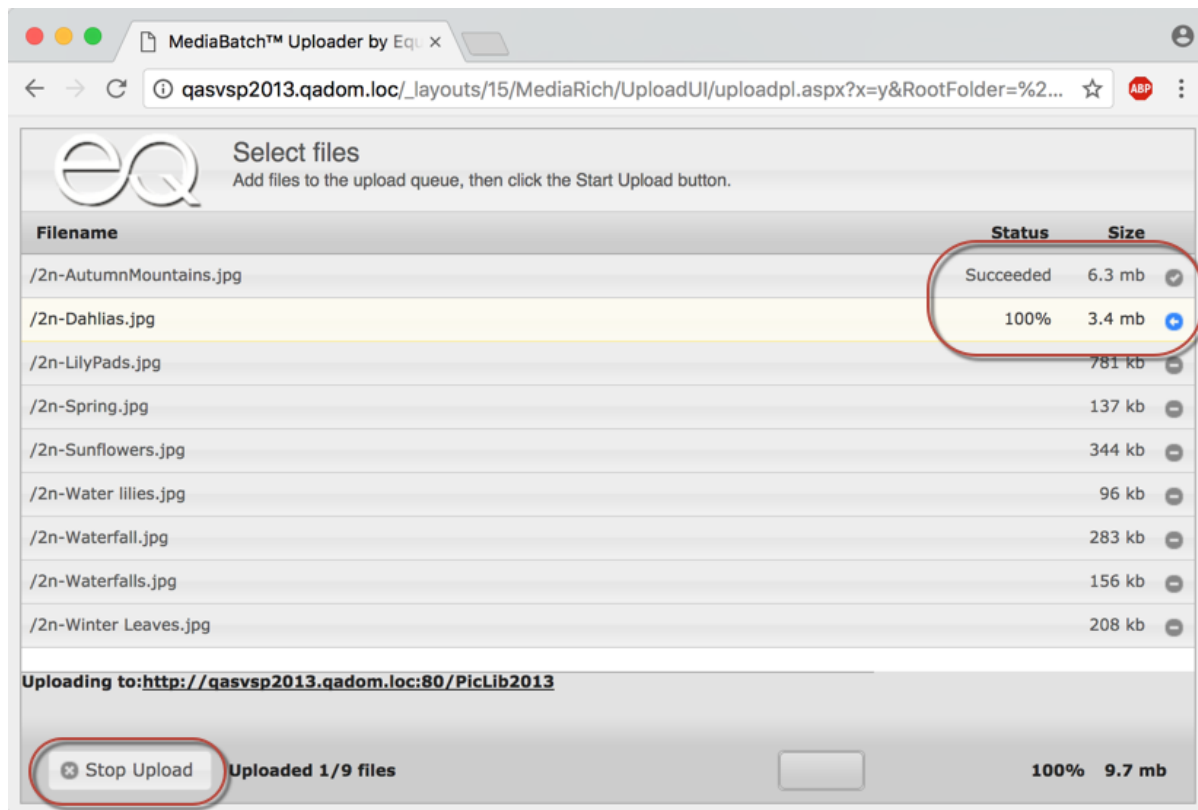 MediaBatch™ Uploader by Equ
qasvsp2013.qadom.loc/_layouts/15/MediaRich/UploadUI/uploadpl.aspx?x=y&RootFolder=%2...
ABP
eQ
Select files
Add files to the upload queue, then click the Start Upload button.
Filename Status Size
/2n-AutumnMountains.jpg Succeeded 6.3 mb
/2n-Dahlias.jpg 100% 3.4 mb
/2n-LilyPads.jpg 781 kb
/2n-Spring.jpg 137 kb
/2n-Sunflowers.jpg 344 kb
/2n-Water lilies.jpg 96 kb
/2n-Waterfall.jpg 283 kb
/2n-Waterfalls.jpg 156 kb
/2n-Winter Leaves.jpg 208 kb
Uploading to:http://qasvsp2013.qadom.loc:80/PicLib2013
Stop Upload Uploaded 1/9 files 100% 9.7 mb